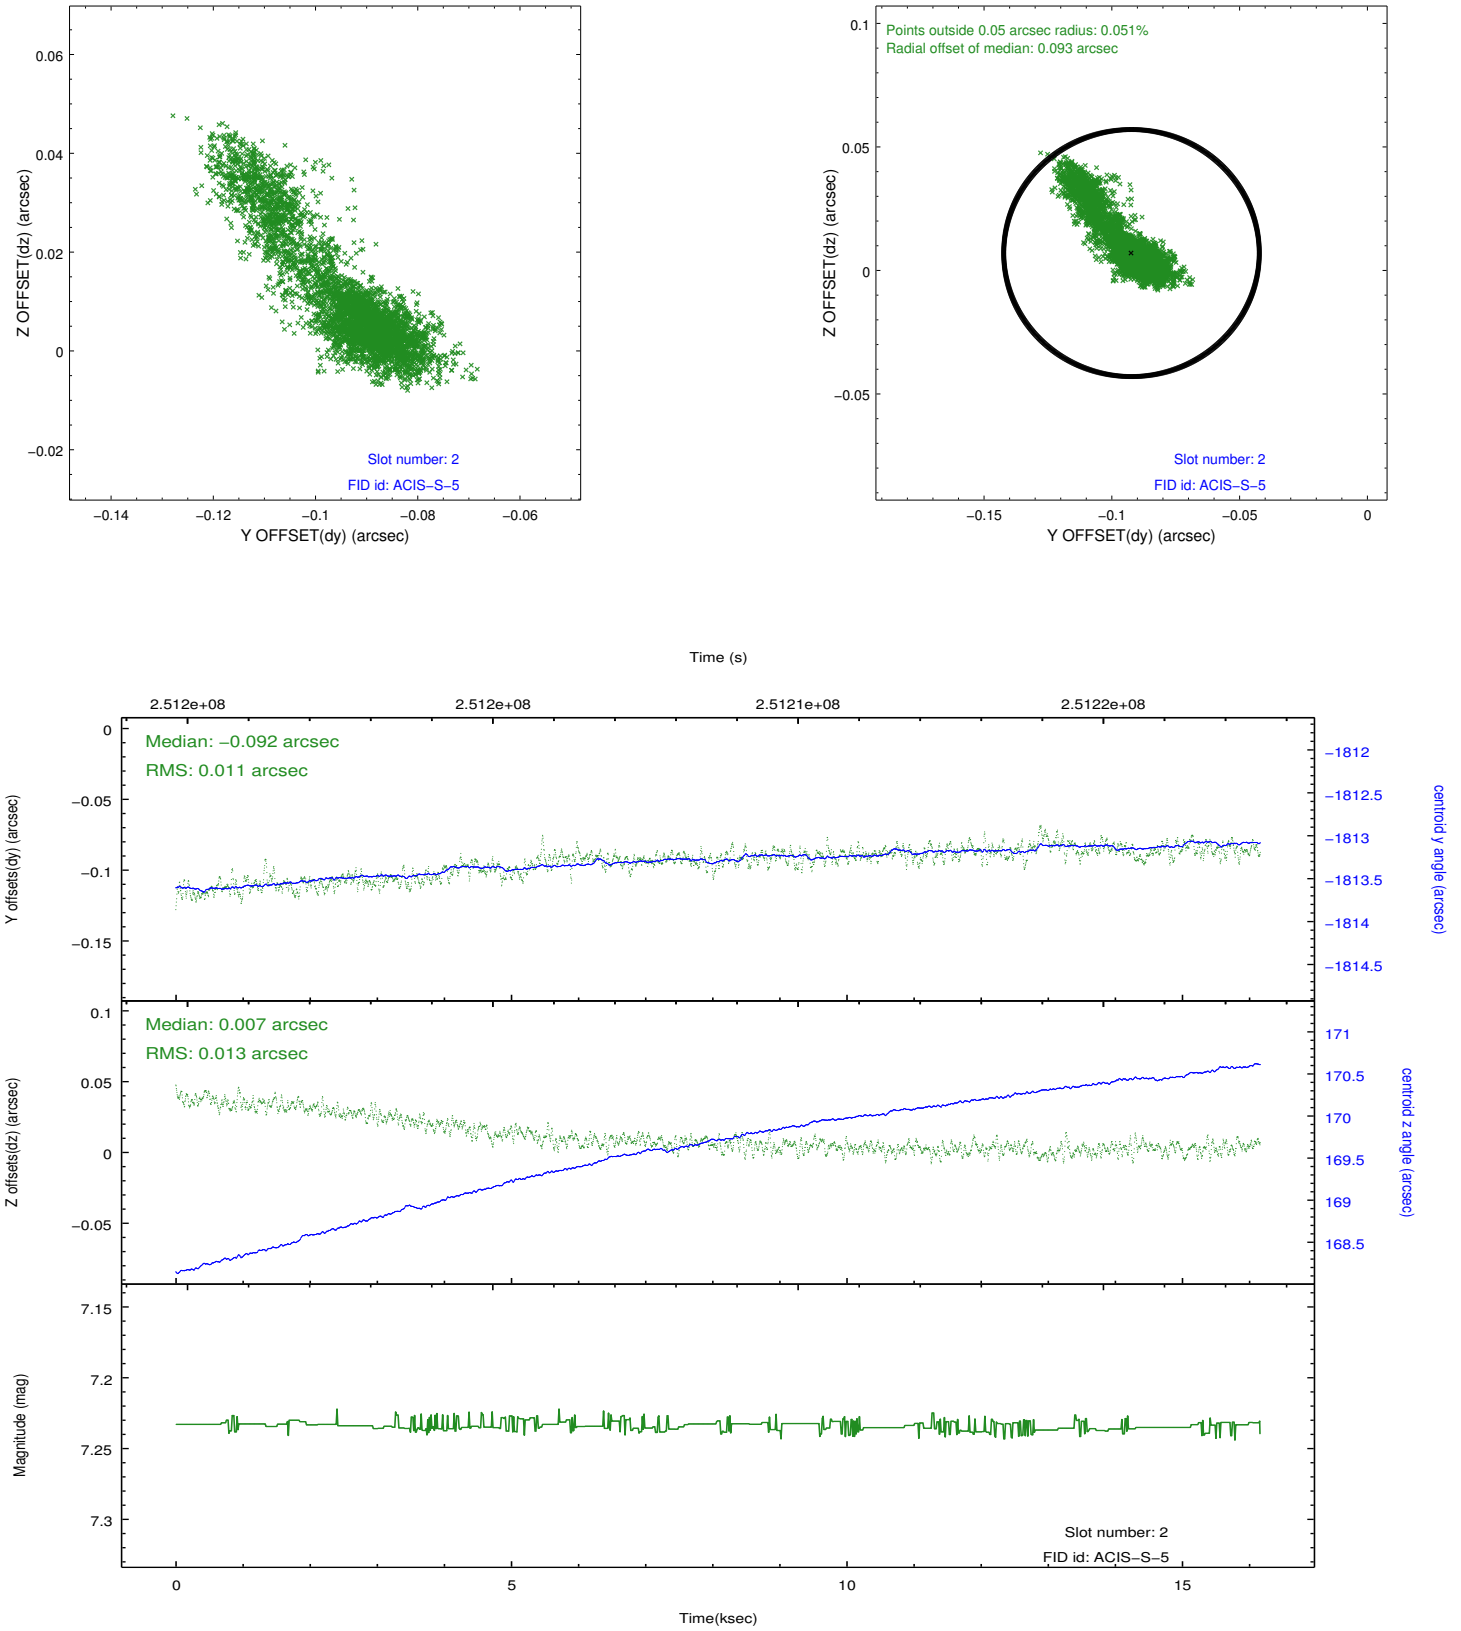 0.06
0.04
0.02
0
−0.02
Z OFFSET(dz) (arcsec)
Slot number: 2
FID id: ACIS−S−5
−0.14 −0.12 −0.1 −0.08 −0.06
Y OFFSET(dy) (arcsec)
Points outside 0.05 arcsec radius: 0.051%
Radial offset of median: 0.093 arcsec
0.1
0.05
0
−0.05
Z OFFSET(dz) (arcsec)
Slot number: 2
FID id: ACIS−S−5
−0.15 −0.1 −0.05 0
Y OFFSET(dy) (arcsec)
Time (s)
2.512e+08 2.512e+08 2.5121e+08 2.5122e+08
Median: −0.092 arcsec
RMS: 0.011 arcsec
0
−0.05
−0.1
−0.15
Y offsets(dy) (arcsec)
−1812
−1812.5
−1813
−1813.5
−1814
−1814.5
centroid y angle (arcsec)
Median: 0.007 arcsec
RMS: 0.013 arcsec
0.1
0.05
0
−0.05
Z offsets(dz) (arcsec)
171
170.5
170
169.5
169
168.5
centroid z angle (arcsec)
7.15
7.2
7.25
7.3
Magnitude (mag)
Slot number: 2
FID id: ACIS−S−5
0 5 10 15
Time(ksec)